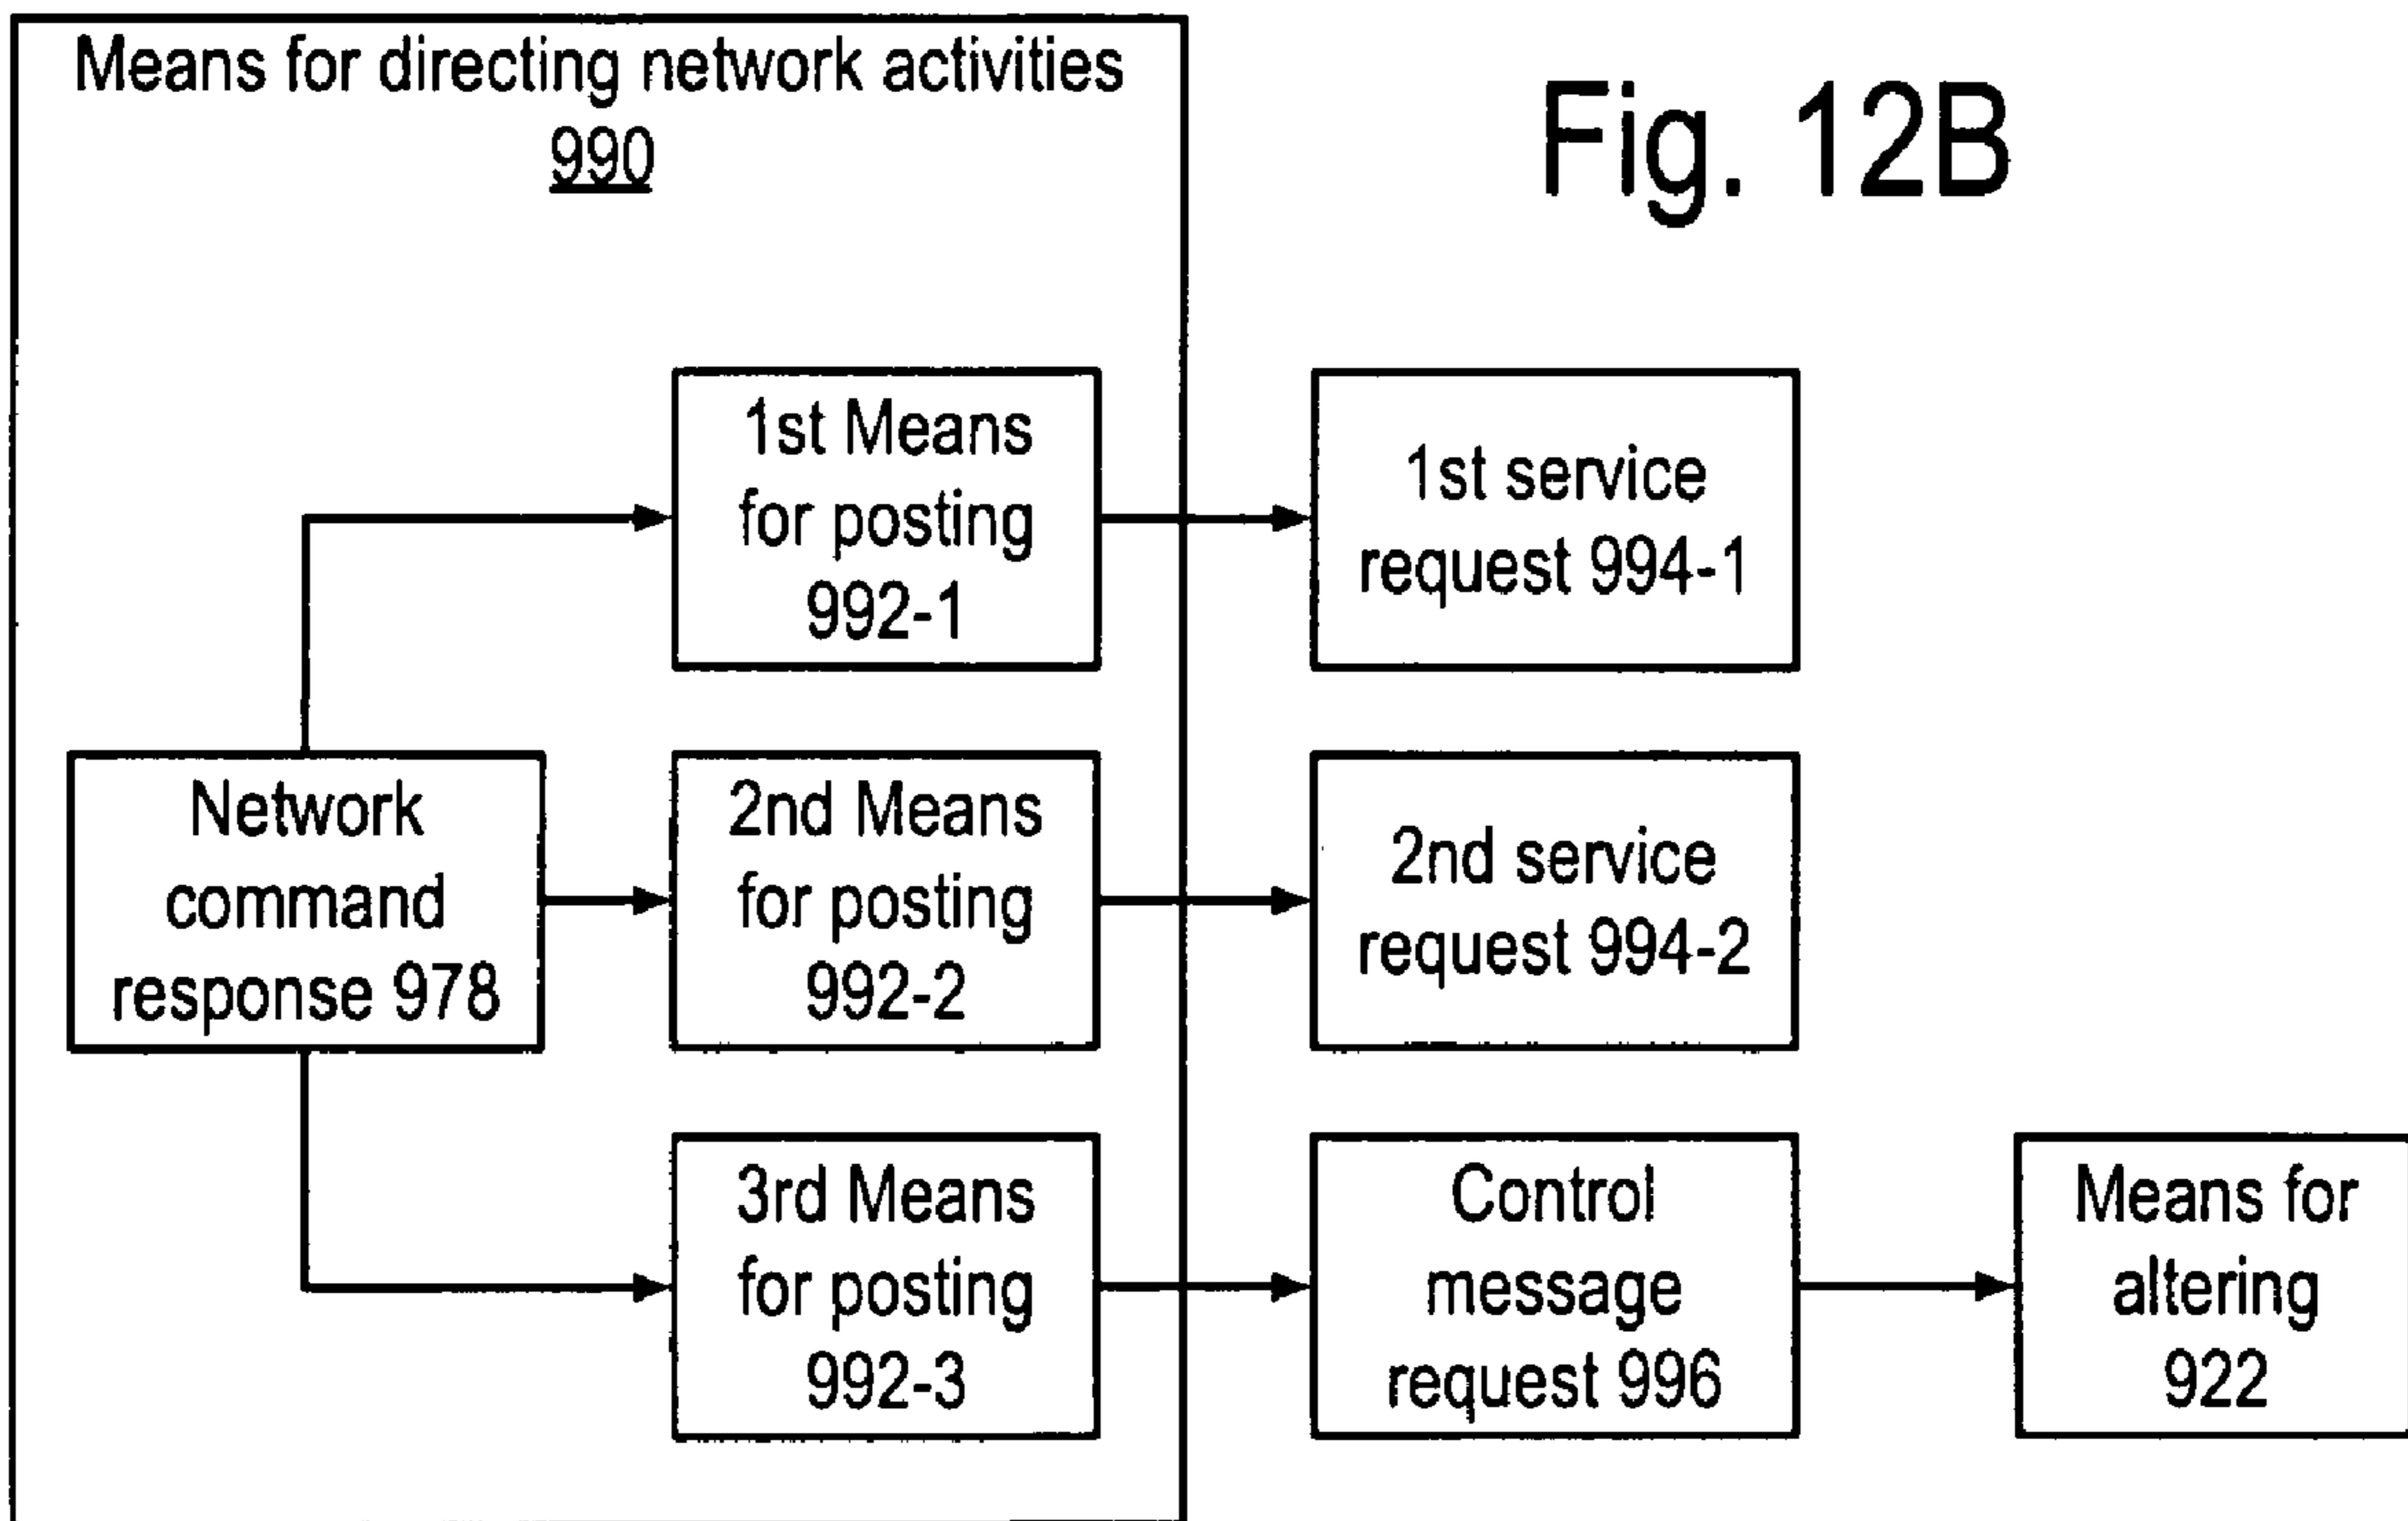 Means for directing network activities
990
Fig. 12B
1st Means
for posting
992-1
1st service
request 994-1
Network
command
response 978
2nd Means
for posting
992-2
2nd service
request 994-2
3rd Means
for posting
992-3
Control
message
request 996
Means for
altering
922